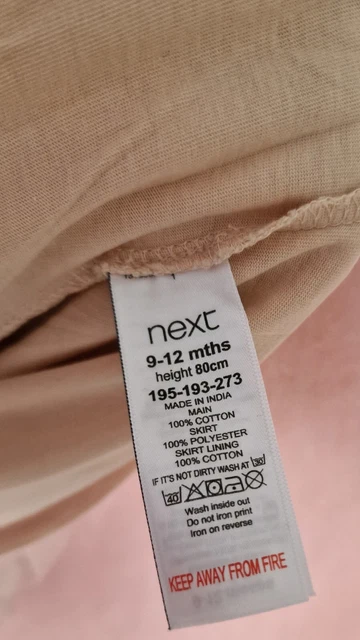 next
9-12 mths
height 80cm
195-193-273
MADE IN INDIA
MAIN
100% COTTON
SKIRT
100% POLYESTER
SKIRT LINING
100% COTTON
IF IT'S NOT DIRTY WASH AT 30
40
Wash inside out
Do not iron print
Iron on reverse
KEEP AWAY FROM FIRE